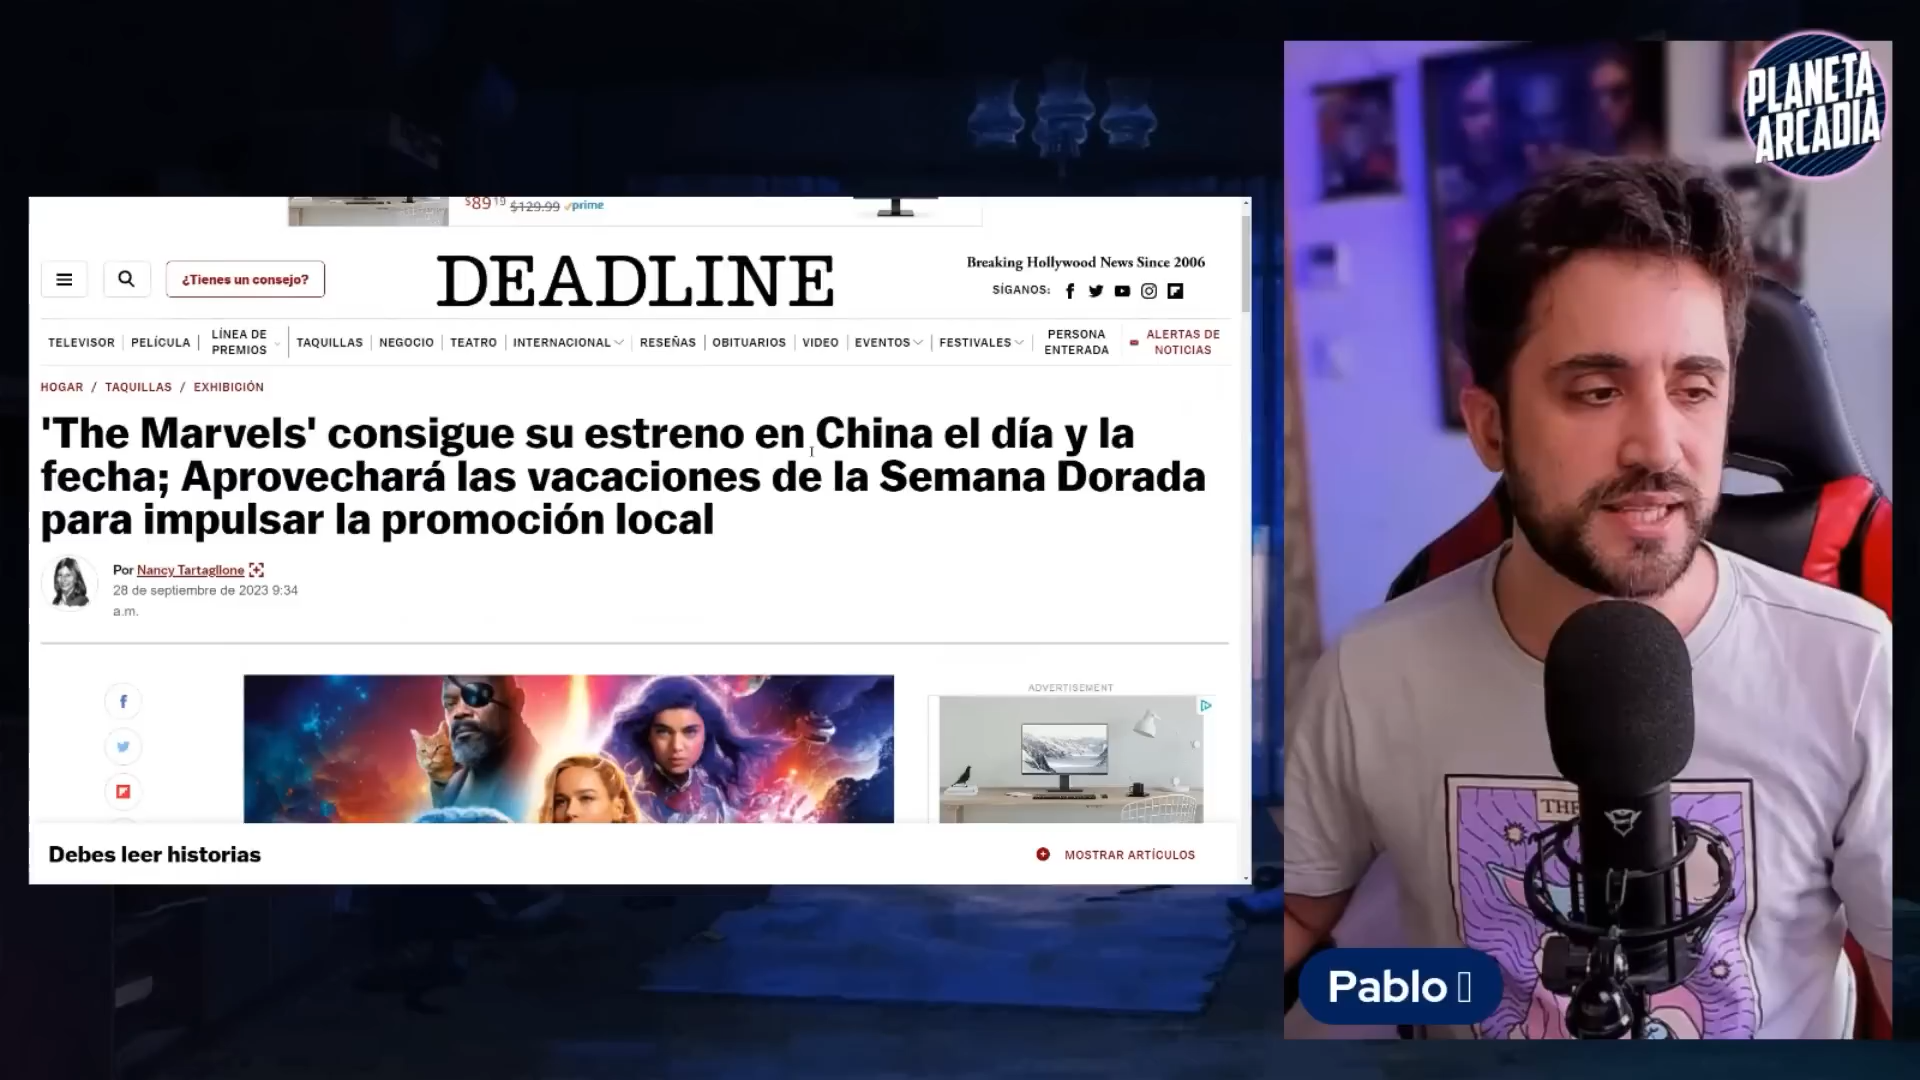 PLANETA
ARCADIA
$89 19 $129.99 prime
¿Tienes un consejo?
DEADLINE
Breaking Hollywood News Since 2006
SÍGANOS:
TELEVISOR
PELÍCULA
LÍNEA DE
PREMIOS
TAQUILLAS
NEGOCIO
TEATRO
INTERNACIONAL
RESEÑAS
OBITUARIOS
VIDEO
EVENTOS
FESTIVALES
PERSONA
ENTERADA
ALERTAS DE
NOTICIAS
HOGAR / TAQUILLAS / EXHIBICIÓN
'The Marvels' consigue su estreno en China el día y la
fecha; Aprovechará las vacaciones de la Semana Dorada
para impulsar la promoción local
Por Nancy Tartaglione
28 de septiembre de 2023 9:34
a.m.
ADVERTISEMENT
Debes leer historias
MOSTRAR ARTÍCULOS
THE
Pablo